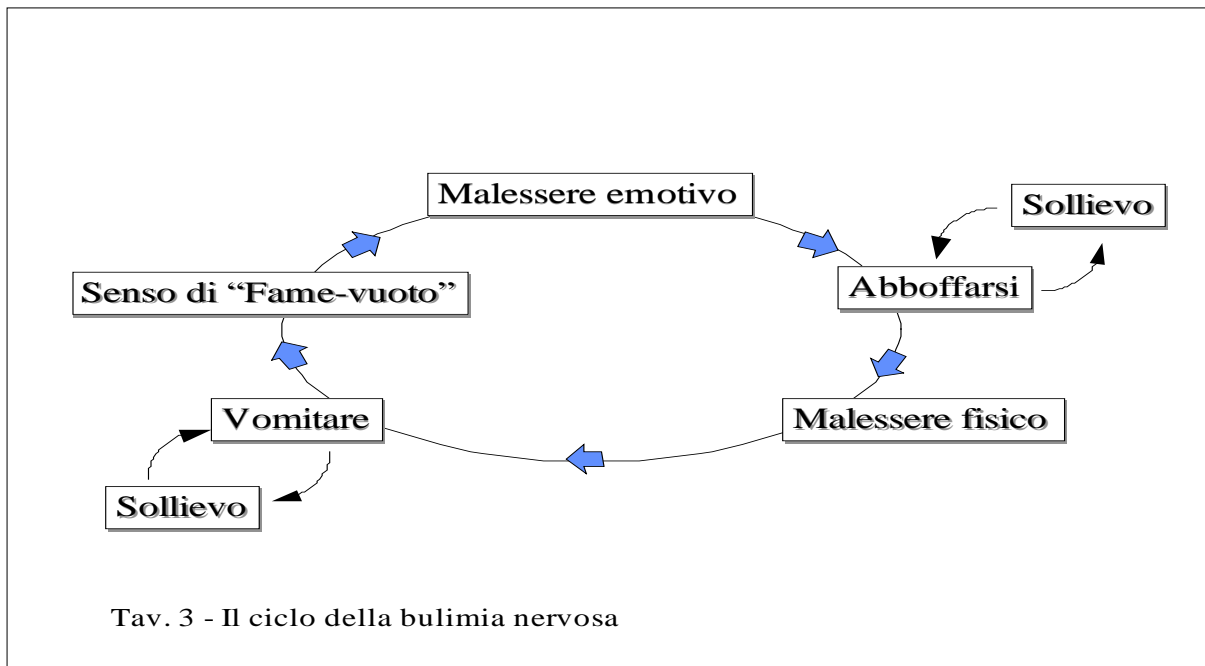 Malessere emotivo
Sollievo
Abboffarsi
Senso di “Fame-vuoto”
Malessere fisico
Vomitare
Sollievo
Tav. 3 - Il ciclo della bulimia nervosa